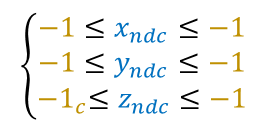 −1 ≤ x_ndc ≤ −1
−1 ≤ y_ndc ≤ −1
−1_c ≤ z_ndc ≤ −1